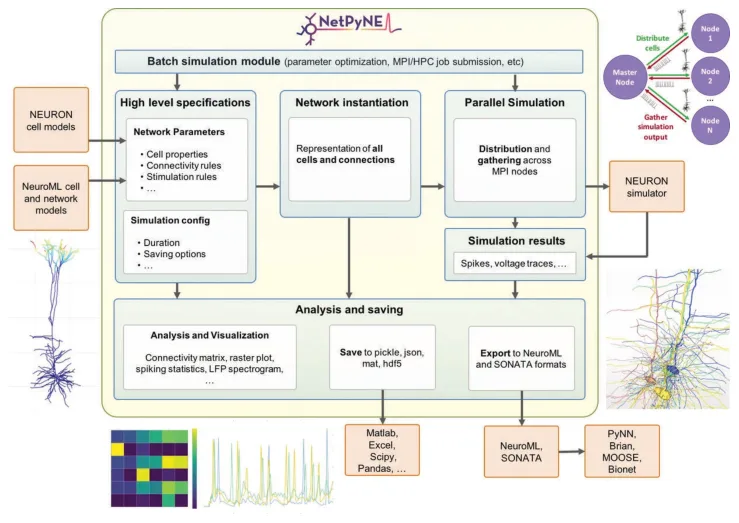 NetPyNE
Batch simulation module (parameter optimization, MPI/HPC job submission, etc)
High level specifications
Network Parameters
• Cell properties
• Connectivity rules
• Stimulation rules
• …
Simulation config
• Duration
• Saving options
• …
Network instantiation
Representation of all
cells and connections
Parallel Simulation
Distribution and
gathering across
MPI nodes
Simulation results
Spikes, voltage traces, …
NEURON
cell models
NeuroML cell
and network
models
NEURON
simulator
Distribute
cells
Master
Node
Gather
simulation
output
Node
1
Node
2
...
Node
N
Analysis and saving
Analysis and Visualization
Connectivity matrix, raster plot,
spiking statistics, LFP spectrogram,
…
Save to pickle, json,
mat, hdf5
Export to NeuroML
and SONATA formats
Matlab,
Excel,
Scipy,
Pandas, …
NeuroML,
SONATA
PyNN,
Brian,
MOOSE,
Bionet